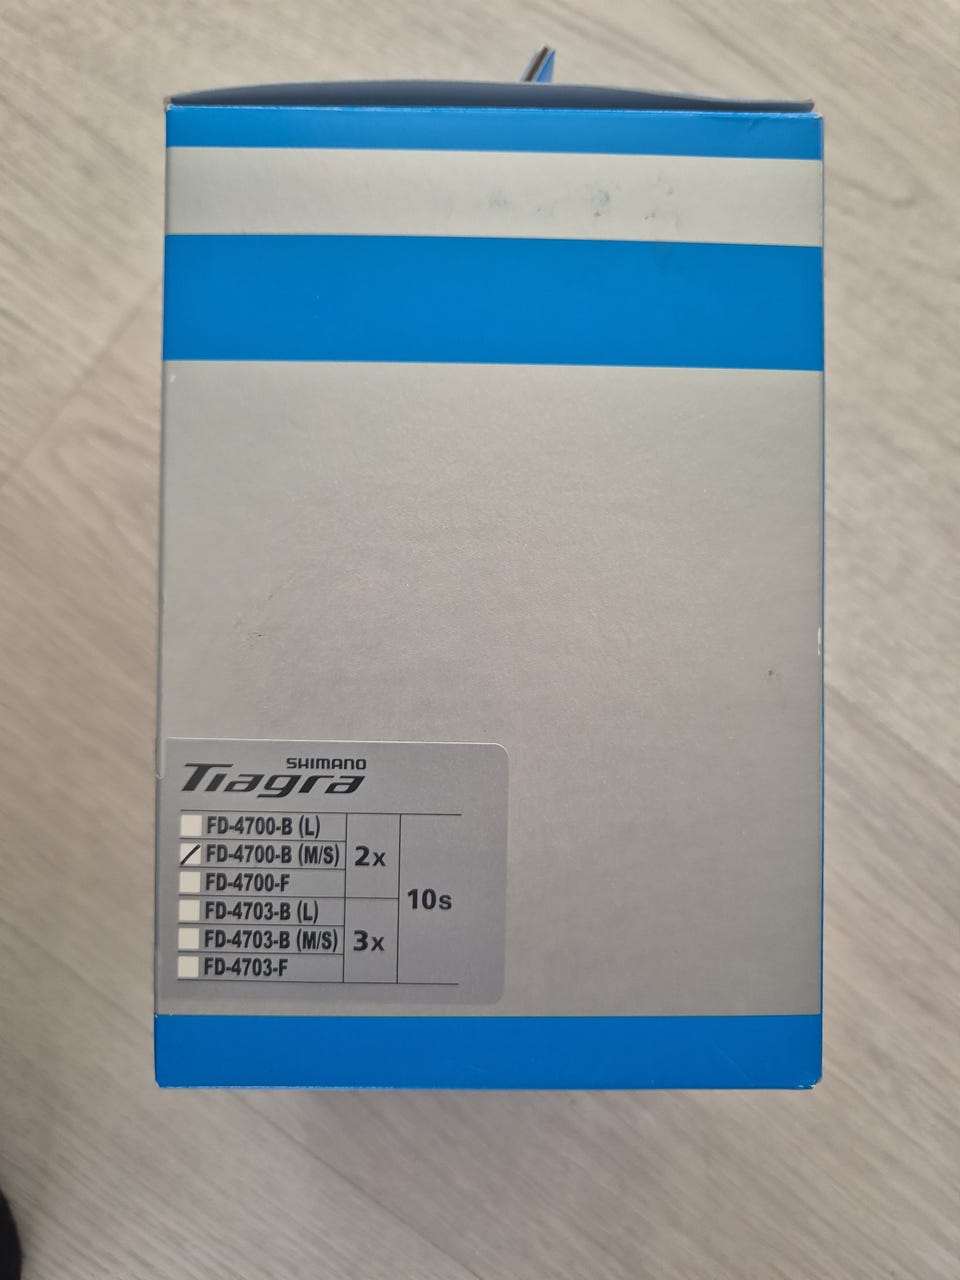 SHIMANO
Tiagra
FD-4700-B (L)
FD-4700-B (M/S)
2x
FD-4700-F
10s
FD-4703-B (L)
FD-4703-B (M/S)
3x
FD-4703-F